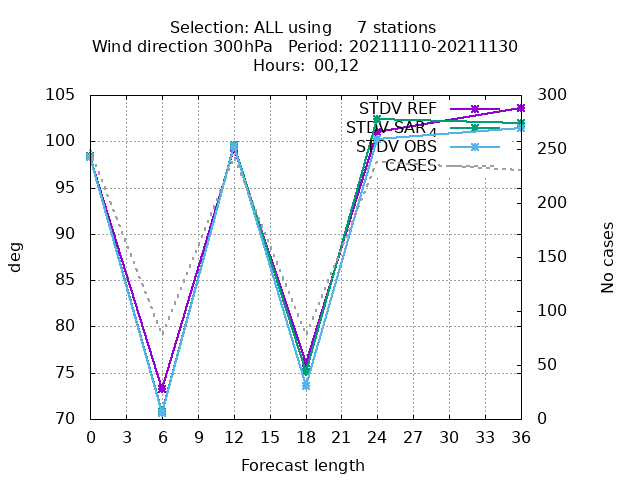 Selection: ALL using 7 stations
Wind direction 300hPa Period: 20211110-20211130
Hours: 00,12
STDV REF
STDV SAR4
STDV OBS
CASES
105
100
95
90
85
80
75
70
300
250
200
150
100
50
0
deg
No cases
0 3 6 9 12 15 18 21 24 27 30 33 36
Forecast length